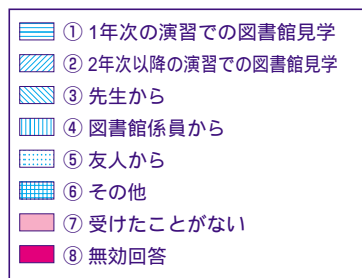 ① 1年次の演習での図書館見学
② 2年次以降の演習での図書館見学
③ 先生から
④ 図書館係員から
⑤ 友人から
⑥ その他
⑦ 受けたことがない
⑧ 無効回答